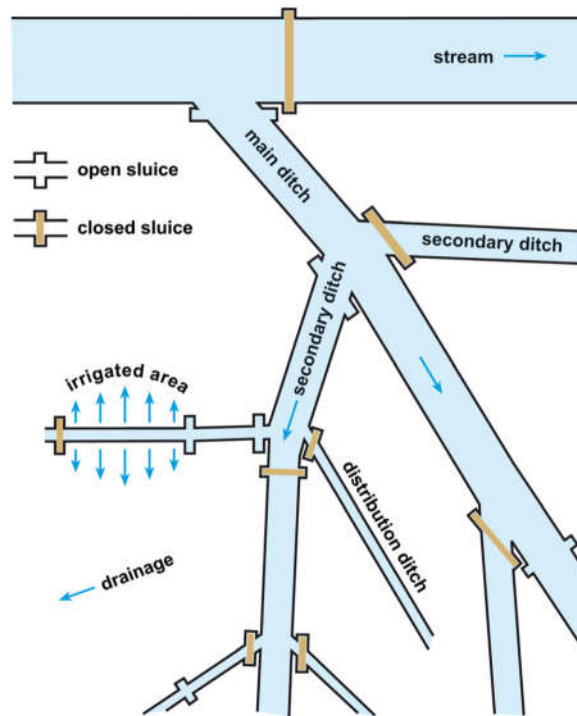 stream
main ditch
open sluice
closed sluice
secondary ditch
secondary ditch
irrigated area
distribution ditch
drainage